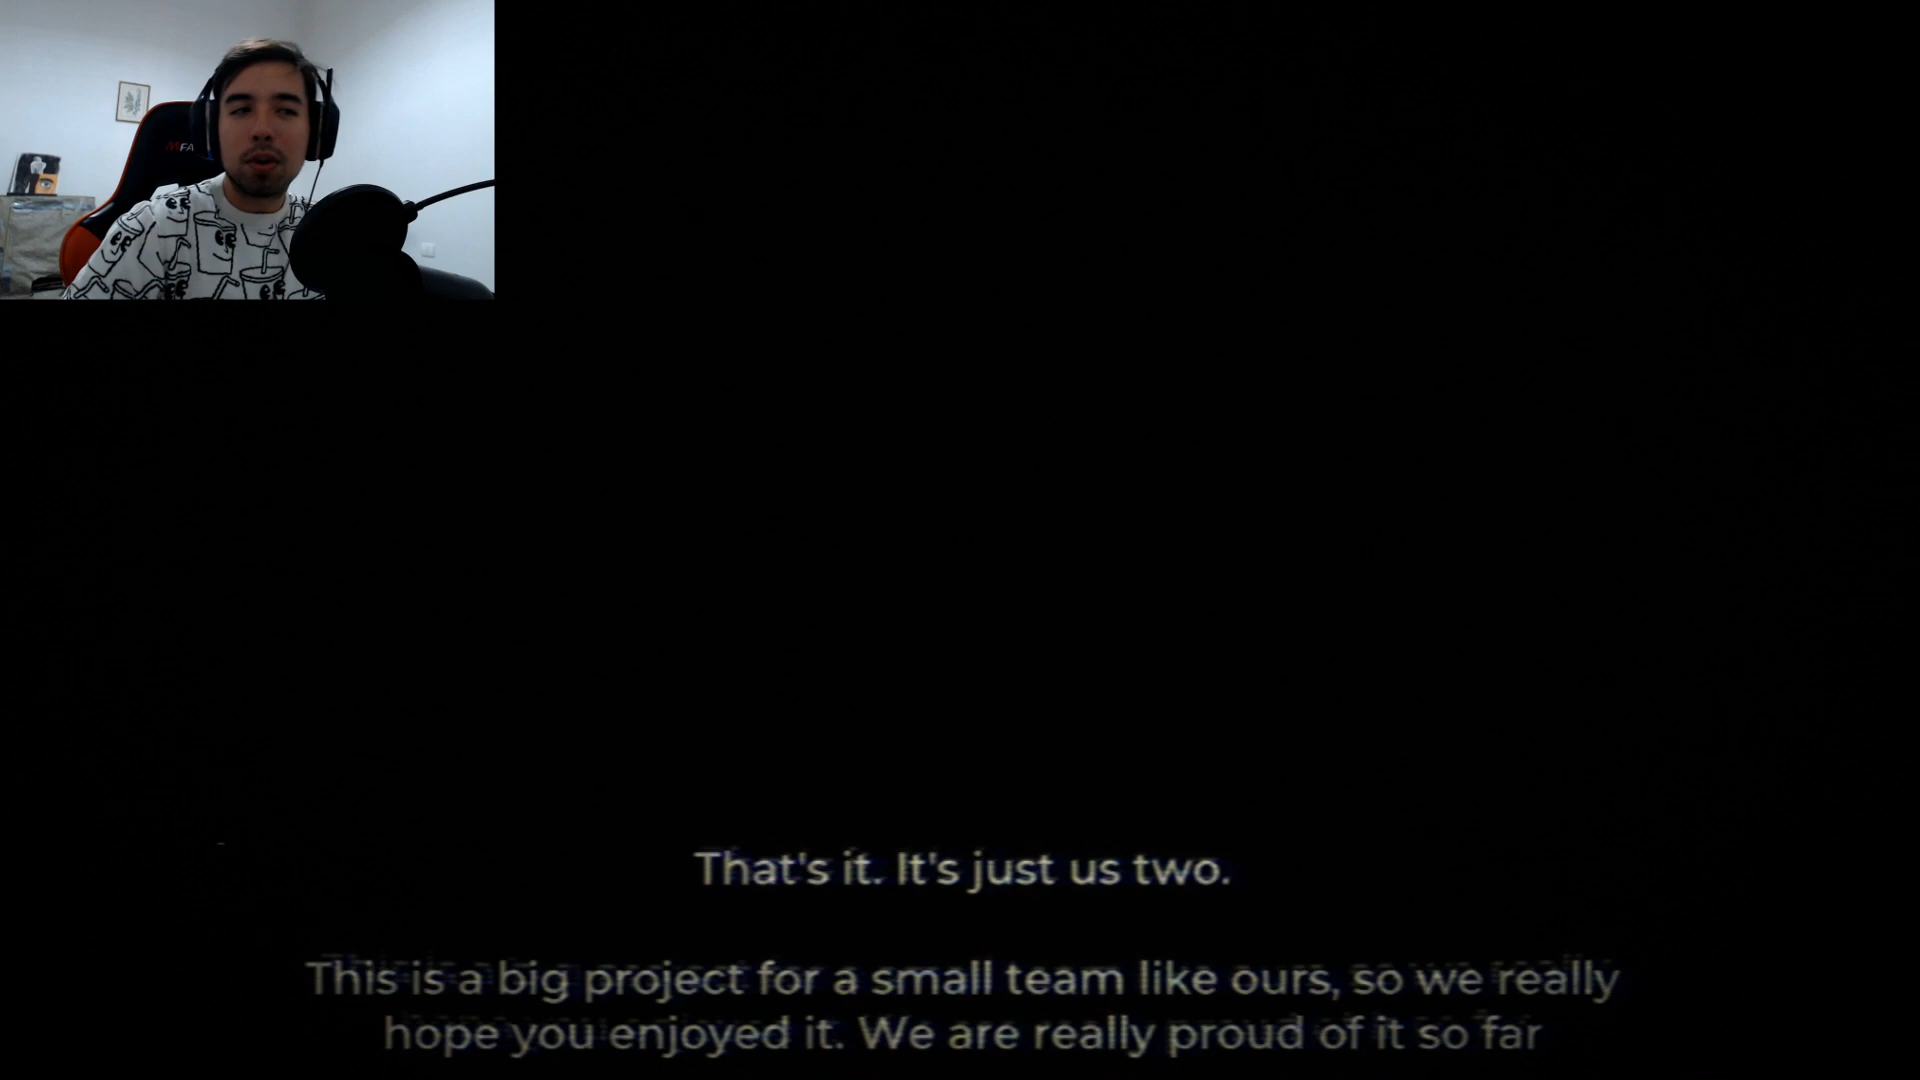 MFA
That's it. It's just us two.
This is a big project for a small team like ours, so we really
hope you enjoyed it. We are really proud of it so far